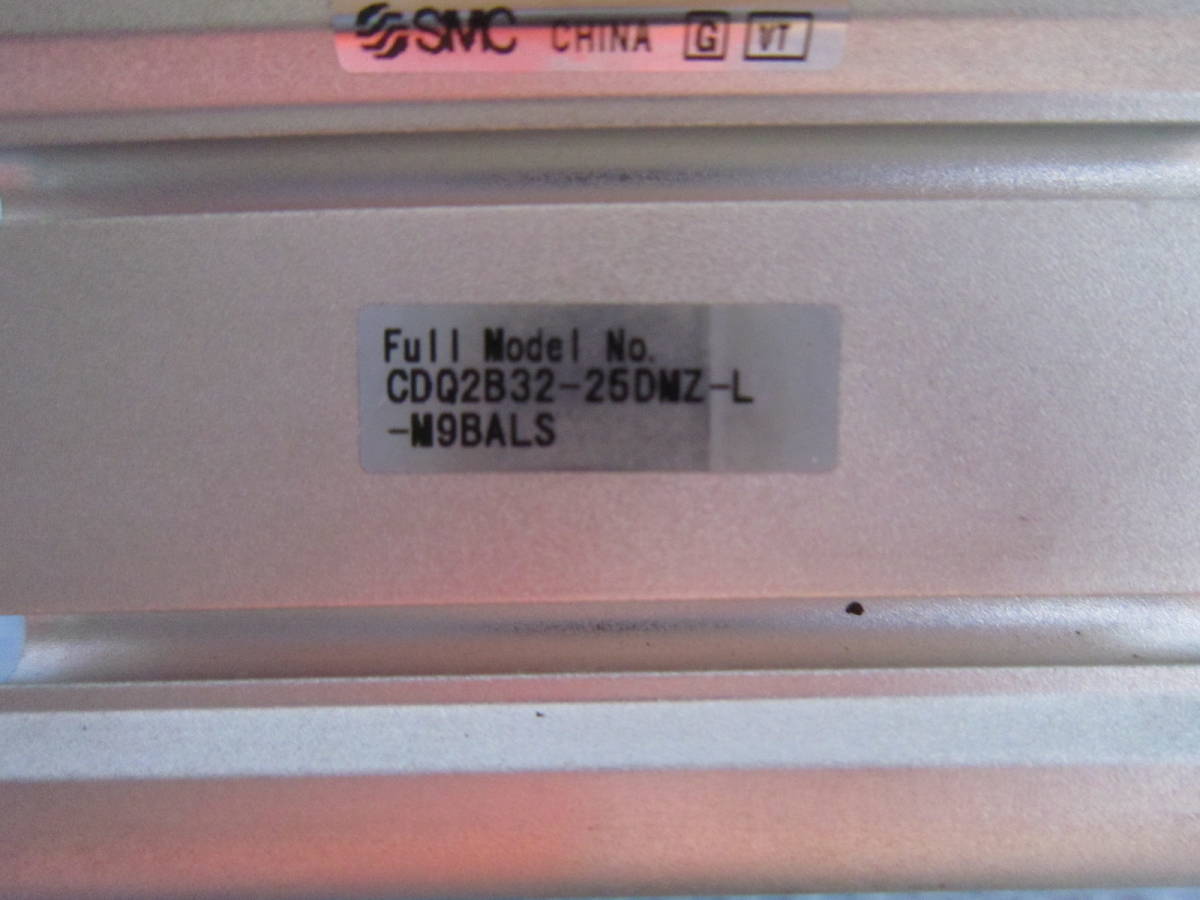 SMC CHINA G VT
Full Model No.
CDQ2B32-25DMZ-L
-M9BALS